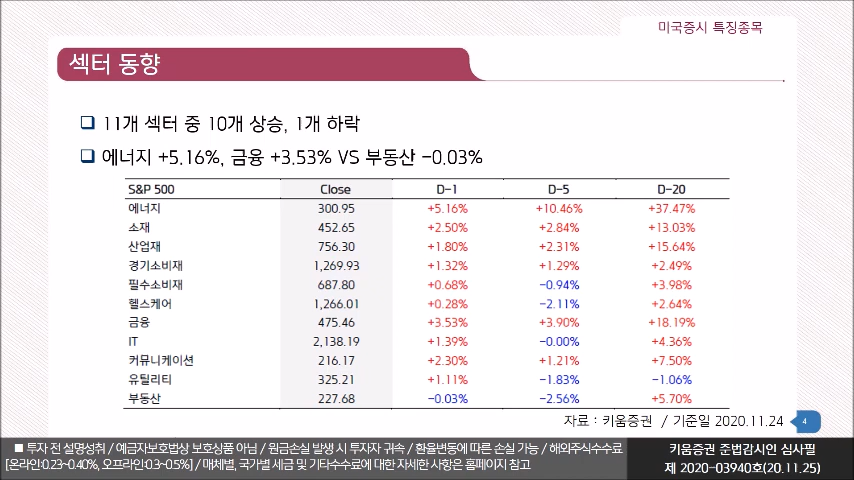 미국증시 특징종목
섹터 동향
❑ 11개 섹터 중 10개 상승, 1개 하락
❑ 에너지 +5.16%, 금융 +3.53% VS 부동산 -0.03%
S&P 500 Close D-1 D-5 D-20
에너지 300.95 +5.16% +10.46% +37.47%
소재 452.65 +2.50% +2.84% +13.03%
산업재 756.30 +1.80% +2.31% +15.64%
경기소비재 1,269.93 +1.32% +1.29% +2.49%
필수소비재 687.80 +0.68% -0.94% +3.98%
헬스케어 1,266.01 +0.28% -2.11% +2.64%
금융 475.46 +3.53% +3.90% +18.19%
IT 2,138.19 +1.39% -0.00% +4.36%
커뮤니케이션 216.17 +2.30% +1.21% +7.50%
유틸리티 325.21 +1.11% -1.83% -1.06%
부동산 227.68 -0.03% -2.56% +5.70%
자료 : 키움증권 / 기준일 2020.11.24
4
■ 투자 전 설명청취 / 예금자보호법상 보호상품 아님 / 원금손실 발생 시 투자자 귀속 / 환율변동에 따른 손실 가능 / 해외주식수수료
[온라인:0.23~0.40%, 오프라인:0.3~0.5%] / 매체별, 국가별 세금 및 기타수수료에 대한 자세한 사항은 홈페이지 참고
키움증권 준법감시인 심사필
제 2020-03940호(20.11.25)